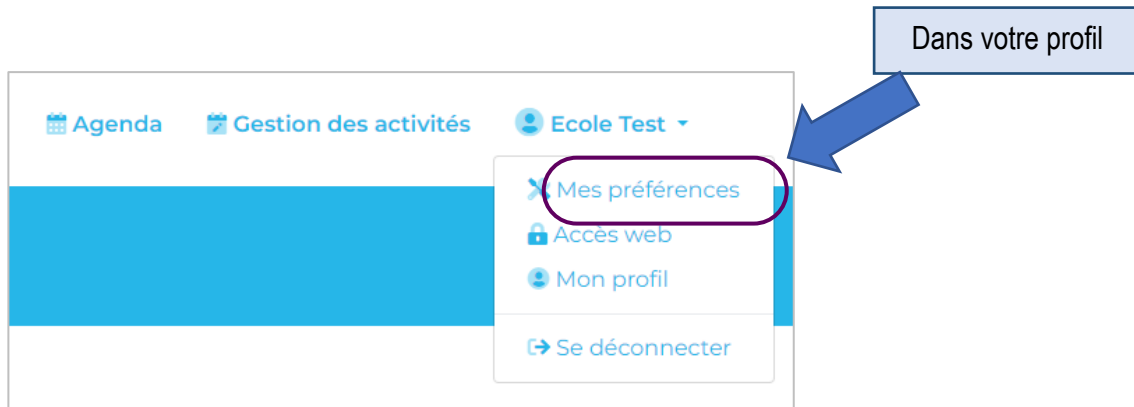 Dans votre profil
Agenda Gestion des activités Ecole Test
Mes préférences
Accès web
Mon profil
Se déconnecter